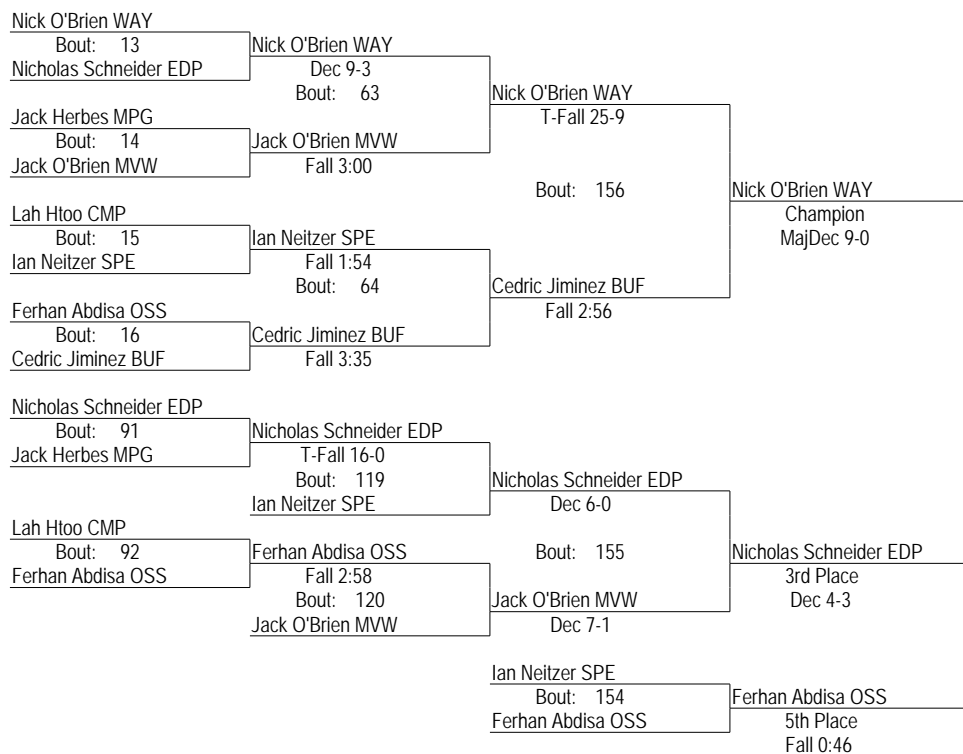 Nick O'Brien WAY
Bout: 13
Nicholas Schneider EDP
Nick O'Brien WAY
Dec 9-3
Bout: 63
Jack Herbes MPG
Bout: 14
Jack O'Brien MVW
Jack O'Brien MVW
Fall 3:00
Nick O'Brien WAY
T-Fall 25-9
Bout: 156
Lah Htoo CMP
Bout: 15
Ian Neitzer SPE
Ian Neitzer SPE
Fall 1:54
Bout: 64
Ferhan Abdisa OSS
Bout: 16
Cedric Jiminez BUF
Cedric Jiminez BUF
Fall 3:35
Cedric Jiminez BUF
Fall 2:56
Nick O'Brien WAY
Champion
MajDec 9-0
Nicholas Schneider EDP
Bout: 91
Jack Herbes MPG
Nicholas Schneider EDP
T-Fall 16-0
Bout: 119
Ian Neitzer SPE
Nicholas Schneider EDP
Dec 6-0
Bout: 155
Lah Htoo CMP
Bout: 92
Ferhan Abdisa OSS
Ferhan Abdisa OSS
Fall 2:58
Bout: 120
Jack O'Brien MVW
Jack O'Brien MVW
Dec 7-1
Nicholas Schneider EDP
3rd Place
Dec 4-3
Ian Neitzer SPE
Bout: 154
Ferhan Abdisa OSS
Ferhan Abdisa OSS
5th Place
Fall 0:46